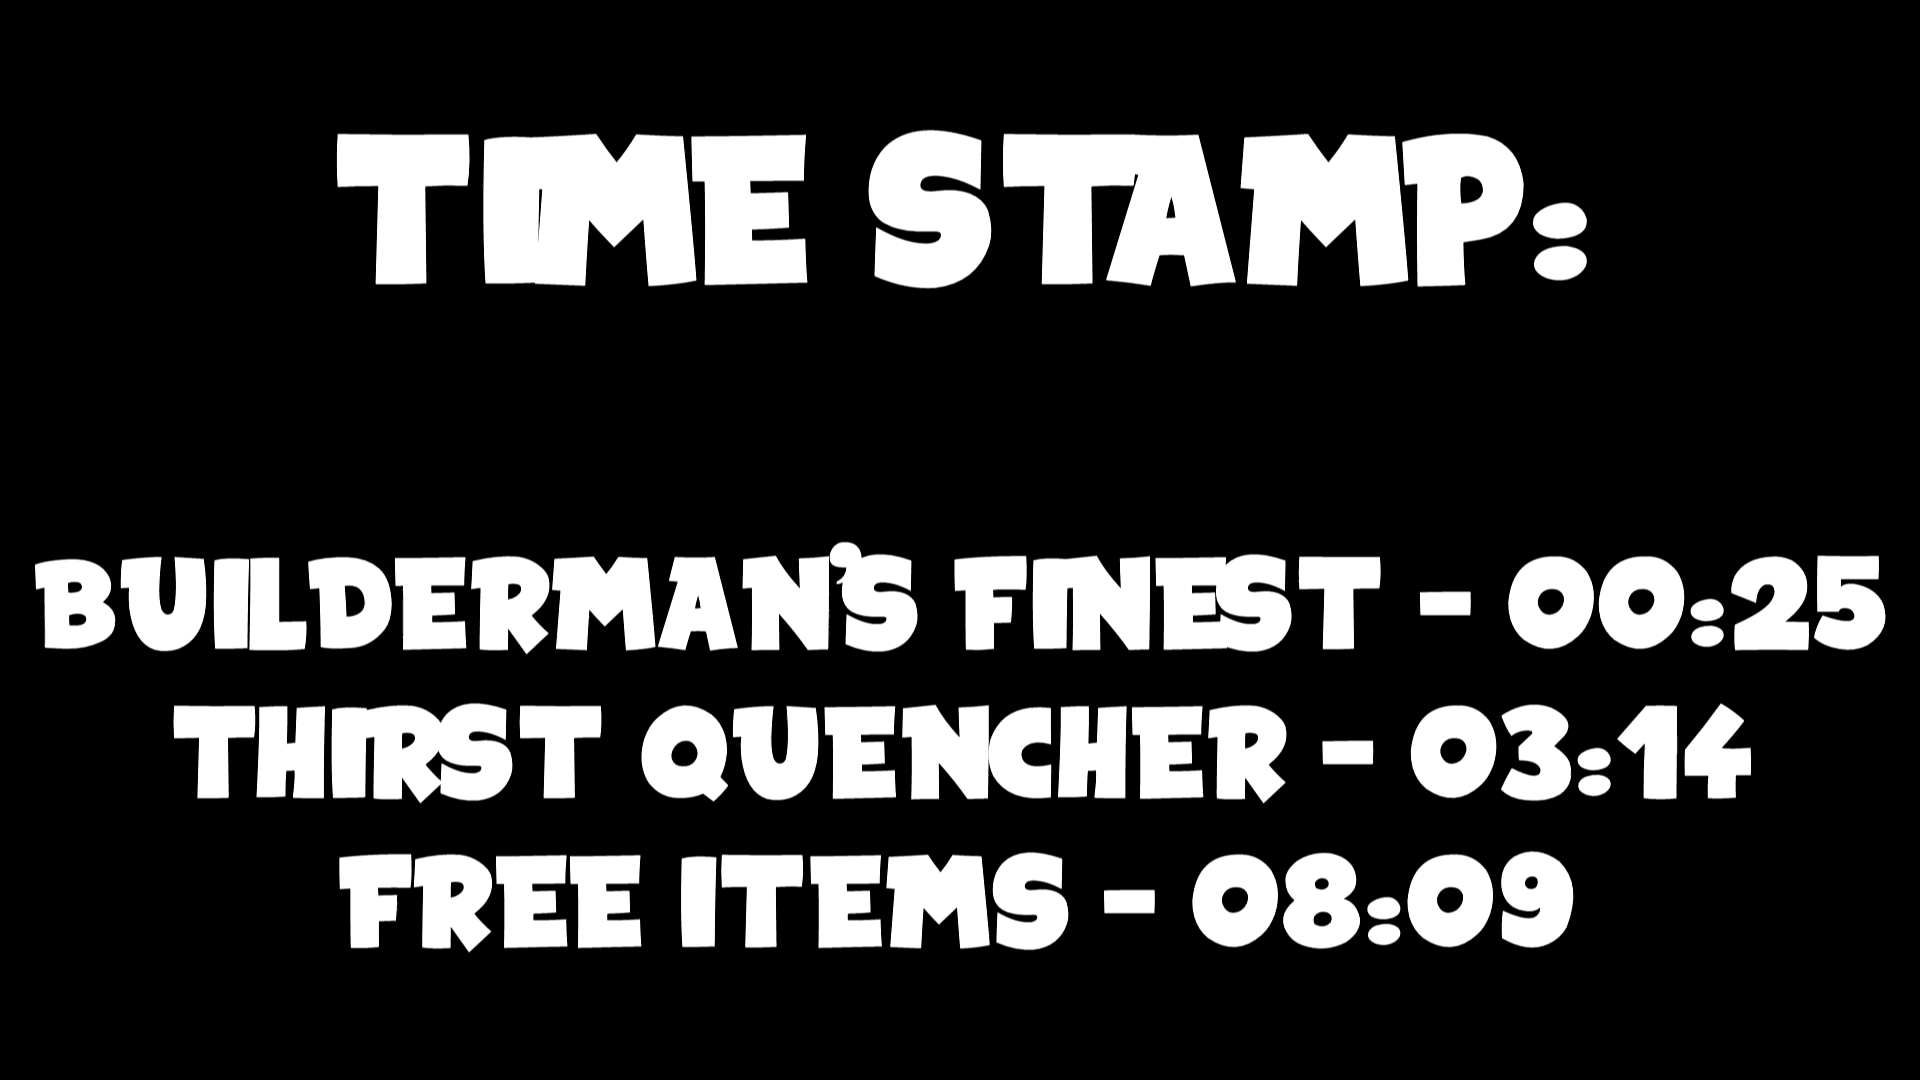 TIME STAMP:
BUILDERMAN'S FINEST - 00:25
THIRST QUENCHER - 03:14
FREE ITEMS - 08:09